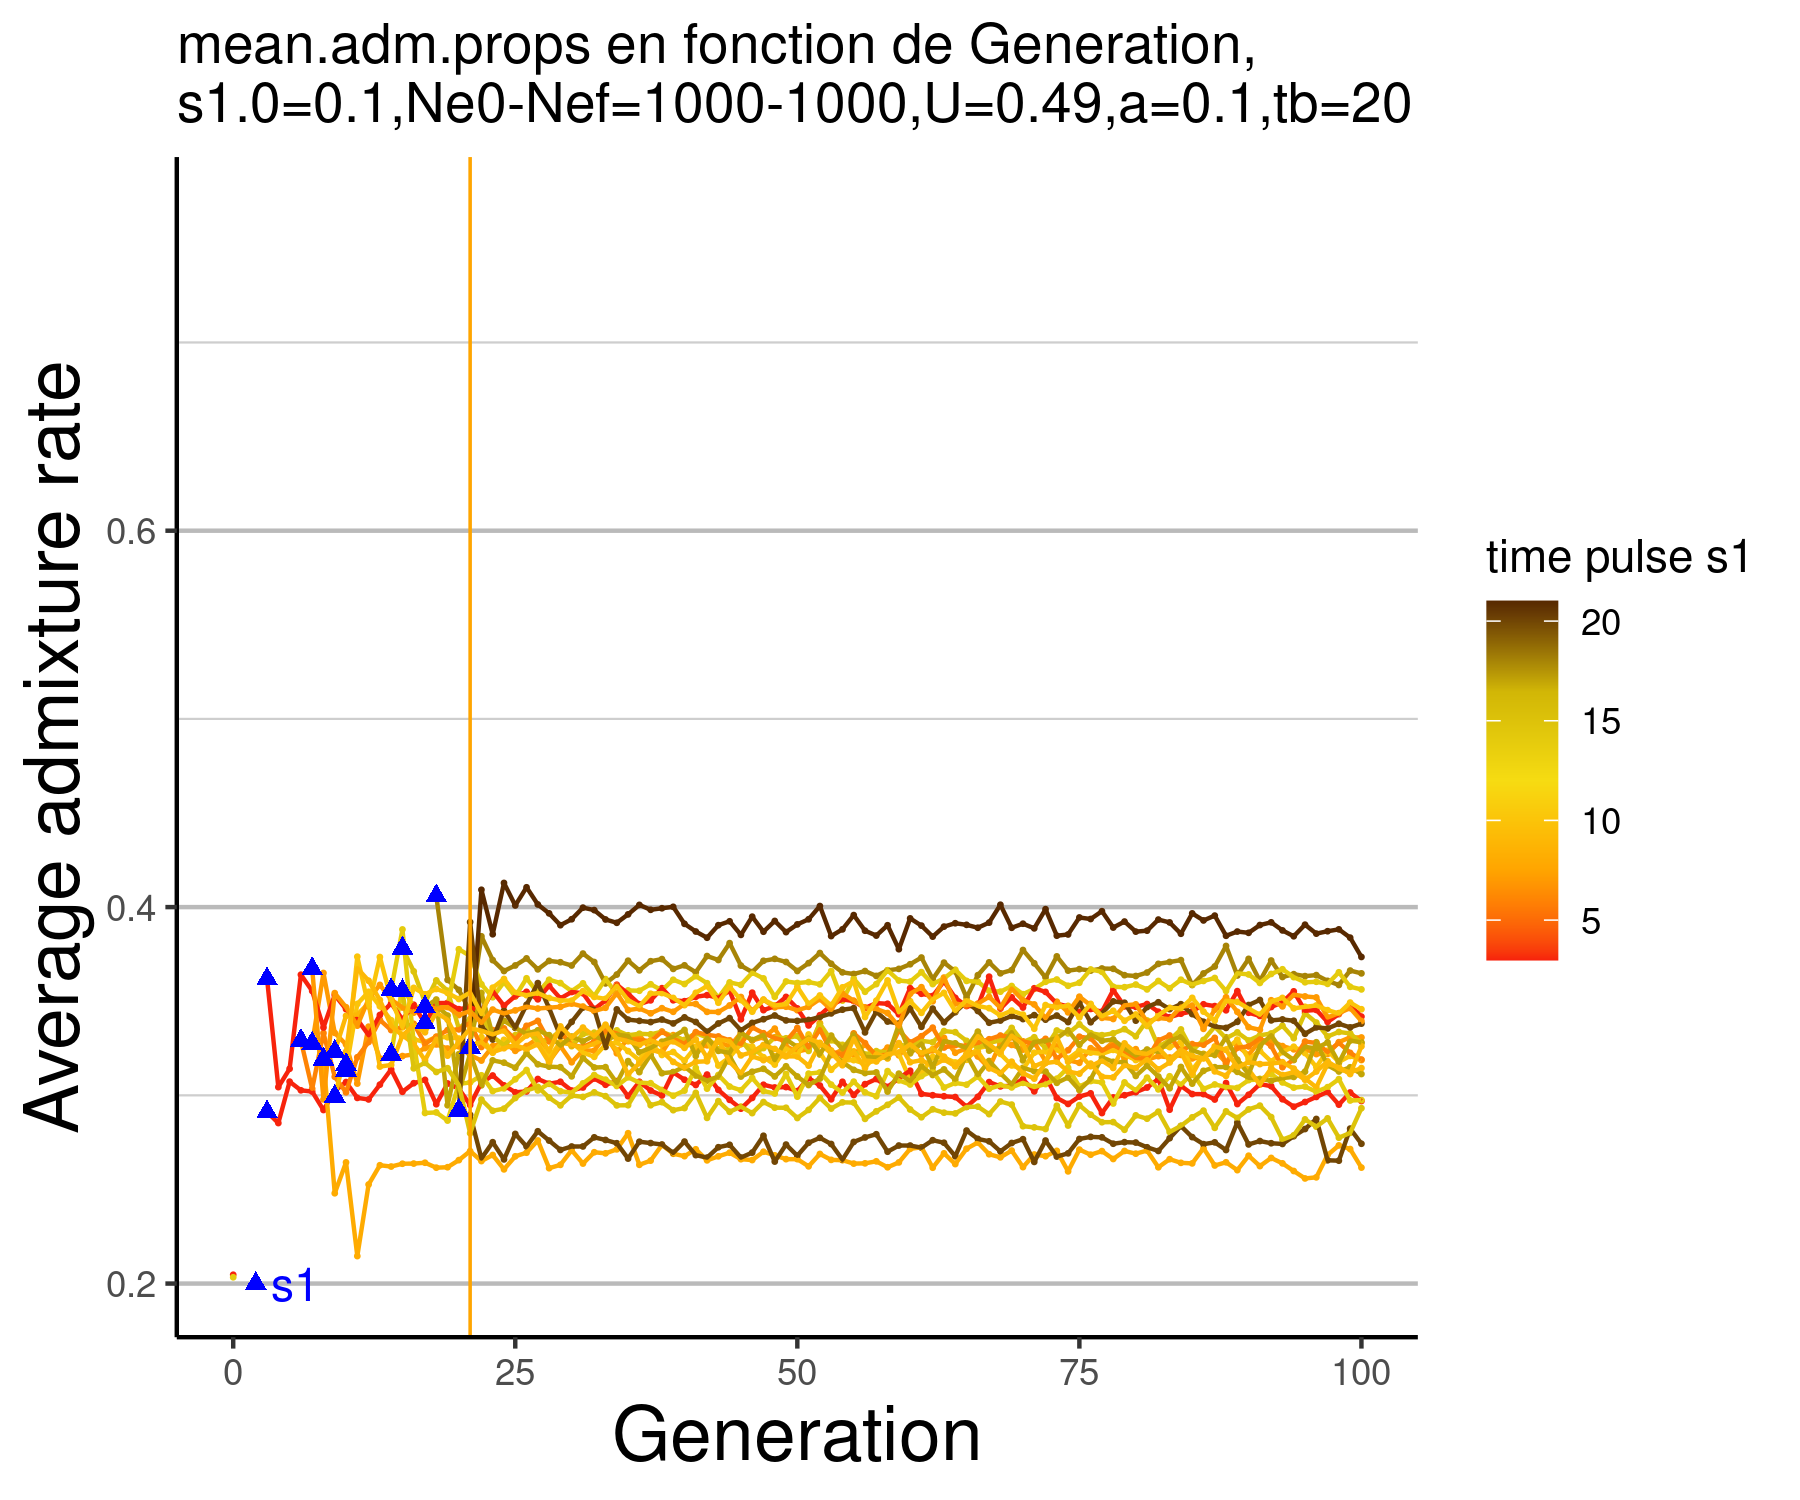 mean.adm.props en fonction de Generation,
s1.0=0.1,Ne0-Nef=1000-1000,U=0.49,a=0.1,tb=20
Average admixture rate
0.6
0.4
0.2
s1
0
25
50
75
100
Generation
time pulse s1
20
15
10
5